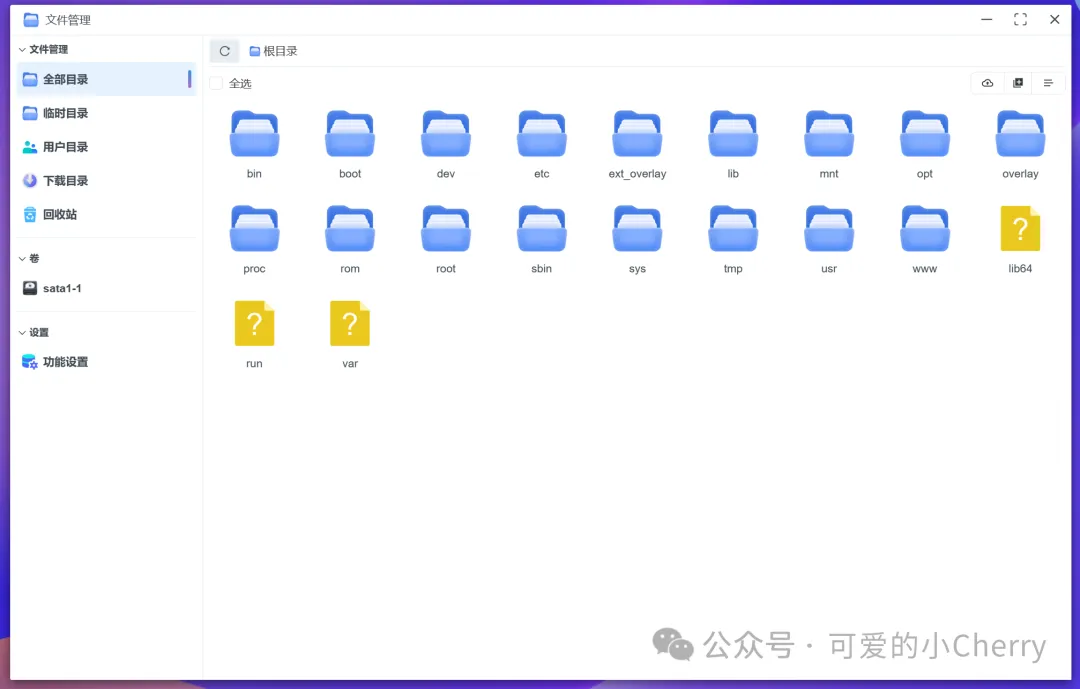 文件管理
文件管理
全部目录
临时目录
用户目录
下载目录
回收站
卷
sata1-1
设置
功能设置
根目录
全选
bin boot dev etc ext_overlay lib mnt opt overlay
proc rom root sbin sys tmp usr www lib64
run var
公众号 · 可爱的小Cherry